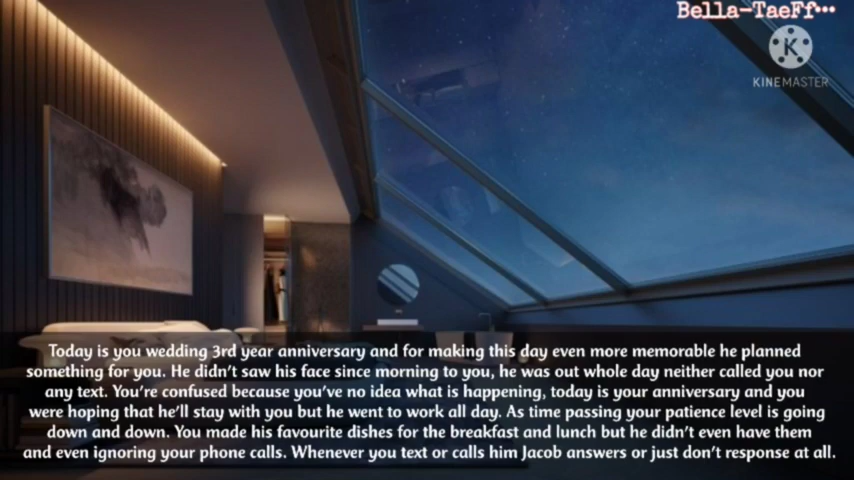 Bella-TaeFf...
KINEMASTER
Today is you wedding 3rd year anniversary and for making this day even more memorable he planned
something for you. He didn't saw his face since morning to you, he was out whole day neither called you nor
any text. You're confused because you've no idea what is happening, today is your anniversary and you
were hoping that he'll stay with you but he went to work all day. As time passing your patience level is going
down and down. You made his favourite dishes for the breakfast and lunch but he didn't even have them
and even ignoring your phone calls. Whenever you text or calls him Jacob answers or just don't response at all.